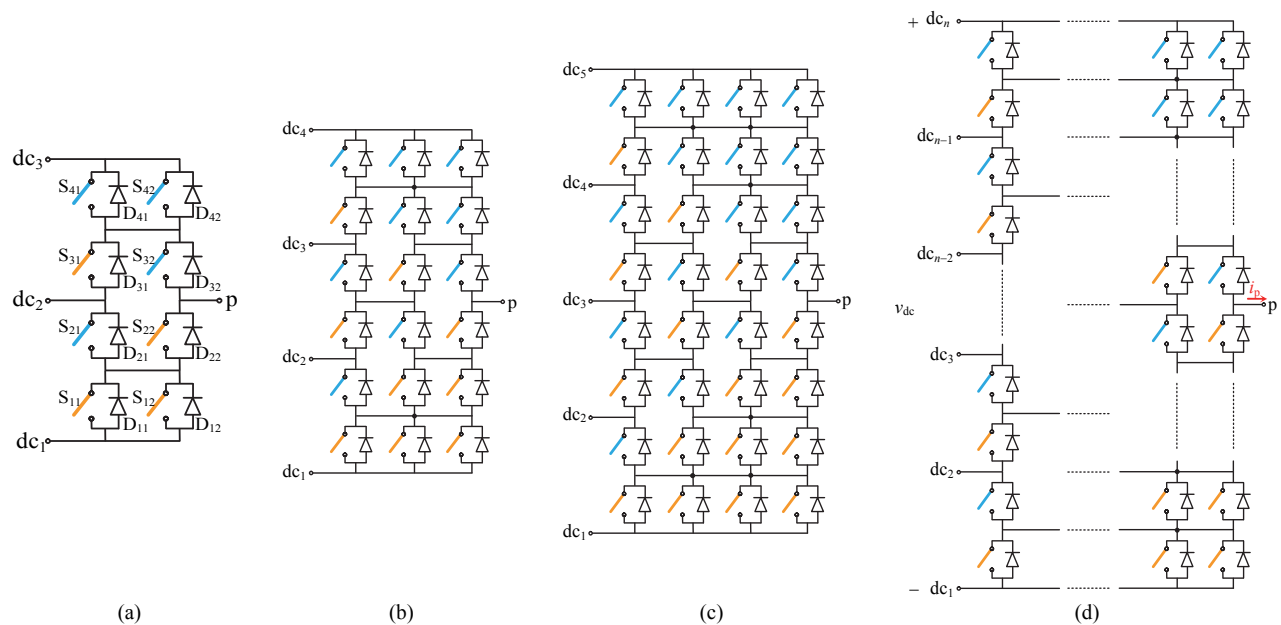 dc₃
S₄₁
D₄₁
S₄₂
D₄₂
S₃₁
D₃₁
S₃₂
D₃₂
dc₂
p
S₂₁
D₂₁
S₂₂
D₂₂
S₁₁
D₁₁
S₁₂
D₁₂
dc₁
(a)
dc₄
dc₃
p
dc₂
dc₁
(b)
dc₅
dc₄
dc₃
p
dc₂
dc₁
(c)
+ dcₙ
dcₙ₋₁
dcₙ₋₂
iₚ
p
v_dc
dc₃
dc₂
− dc₁
(d)